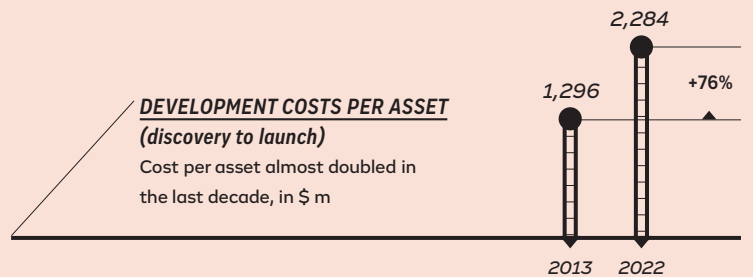 2,284
1,296
+76%
DEVELOPMENT COSTS PER ASSET
(discovery to launch)
Cost per asset almost doubled in
the last decade, in $ m
2013 2022